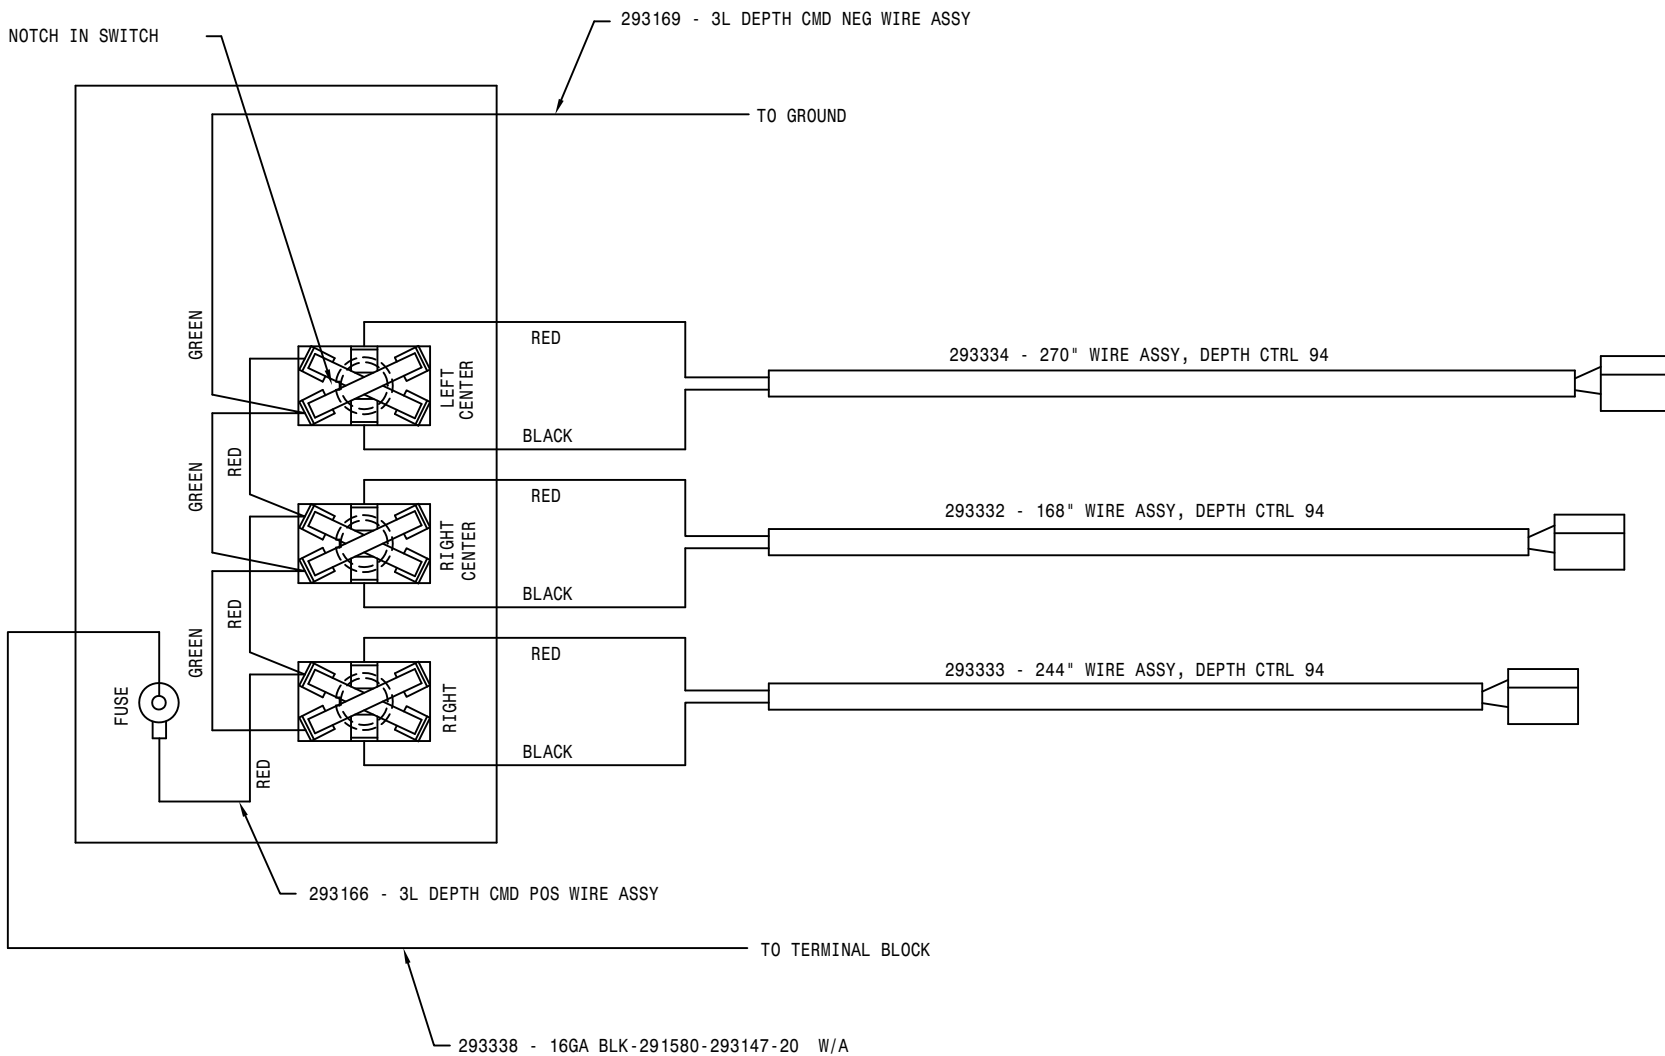 293169 - 3L DEPTH CMD NEG WIRE ASSY
NOTCH IN SWITCH
TO GROUND
GREEN
RED
LEFT
CENTER
293334 - 270" WIRE ASSY, DEPTH CTRL 94
BLACK
GREEN
RED
RED
RIGHT
CENTER
293332 - 168" WIRE ASSY, DEPTH CTRL 94
BLACK
GREEN
RED
RED
RIGHT
293333 - 244" WIRE ASSY, DEPTH CTRL 94
FUSE
BLACK
RED
293166 - 3L DEPTH CMD POS WIRE ASSY
TO TERMINAL BLOCK
293338 - 16GA BLK-291580-293147-20 W/A